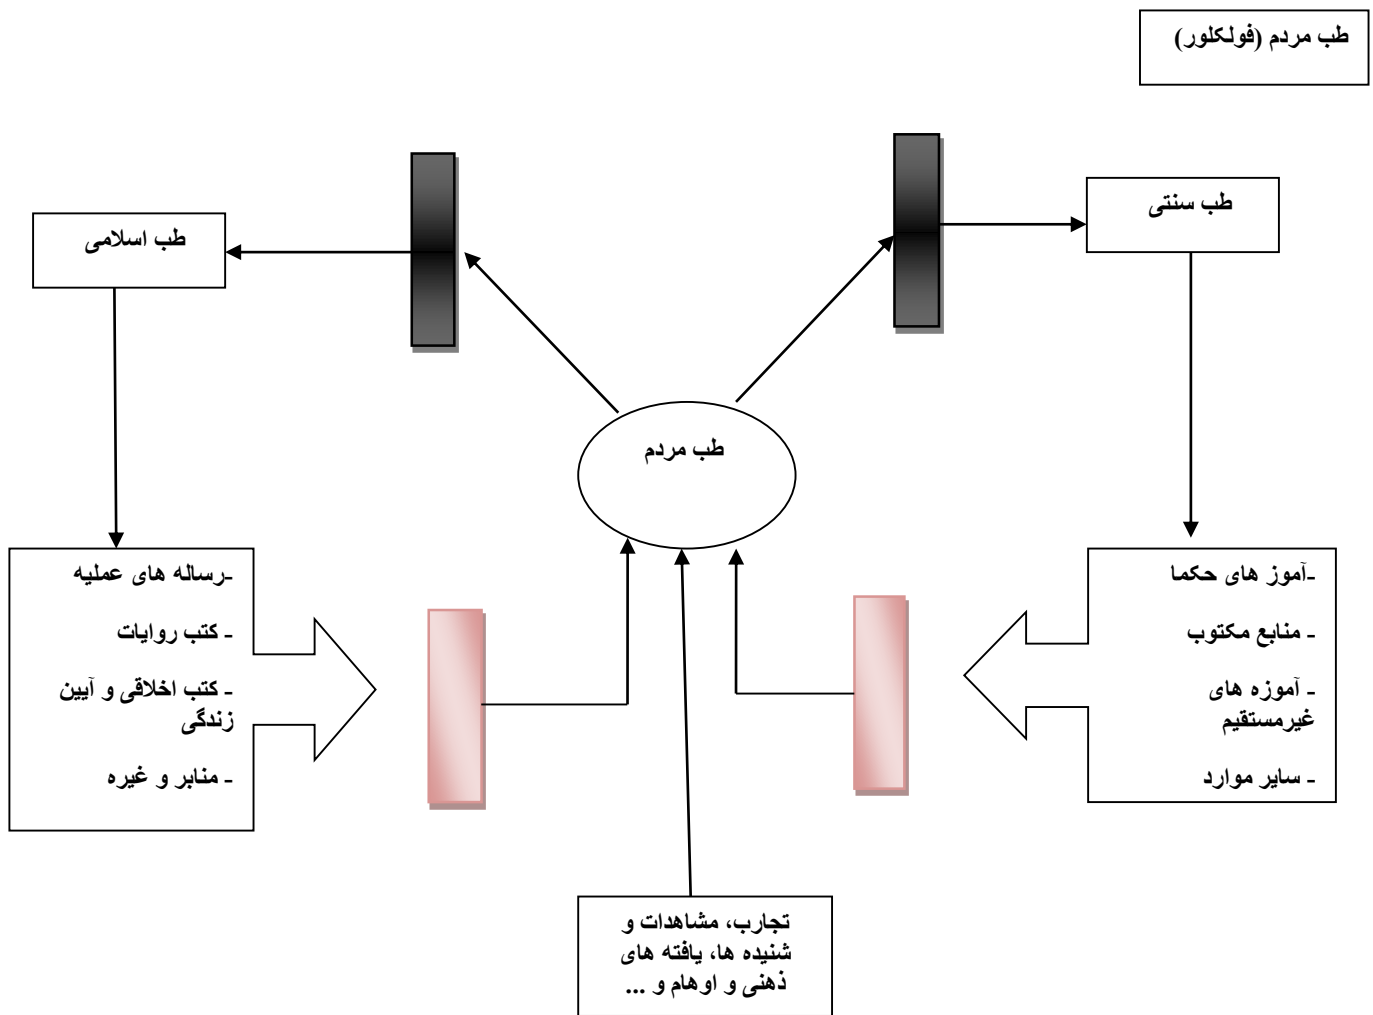 طب مردم (فولکلور)
طب سنتی
طب اسلامی
طب مردم
-آموز های حکما
- منابع مکتوب
- آموزه های
غیرمستقیم
- سایر موارد
-رساله های عملیه
- کتب روایات
- کتب اخلاقی و آیین
زندگی
- منابر و غیره
تجارب، مشاهدات و
شنیده ها، یافته های
ذهنی و اوهام و ...